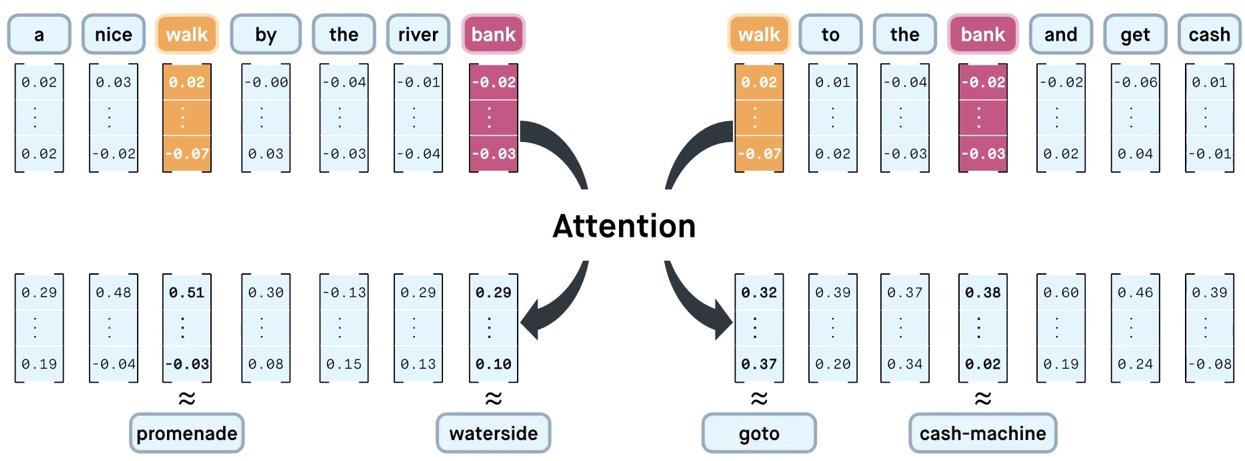 a nice walk by the river bank walk to the bank and get cash
0.02 0.03 0.02 -0.00 -0.04 -0.01 -0.02 0.02 0.01 -0.04 -0.02 -0.02 -0.06 0.01
0.02 -0.02 -0.07 0.03 -0.03 -0.04 -0.03 -0.07 0.02 -0.03 -0.03 0.02 0.04 -0.01
Attention
0.29 0.48 0.51 0.30 -0.13 0.29 0.29 0.32 0.39 0.37 0.38 0.60 0.46 0.39
0.19 -0.04 -0.03 0.08 0.15 0.13 0.10 0.37 0.20 0.34 0.02 0.19 0.24 -0.08
≈ ≈ ≈ ≈
promenade waterside goto cash-machine